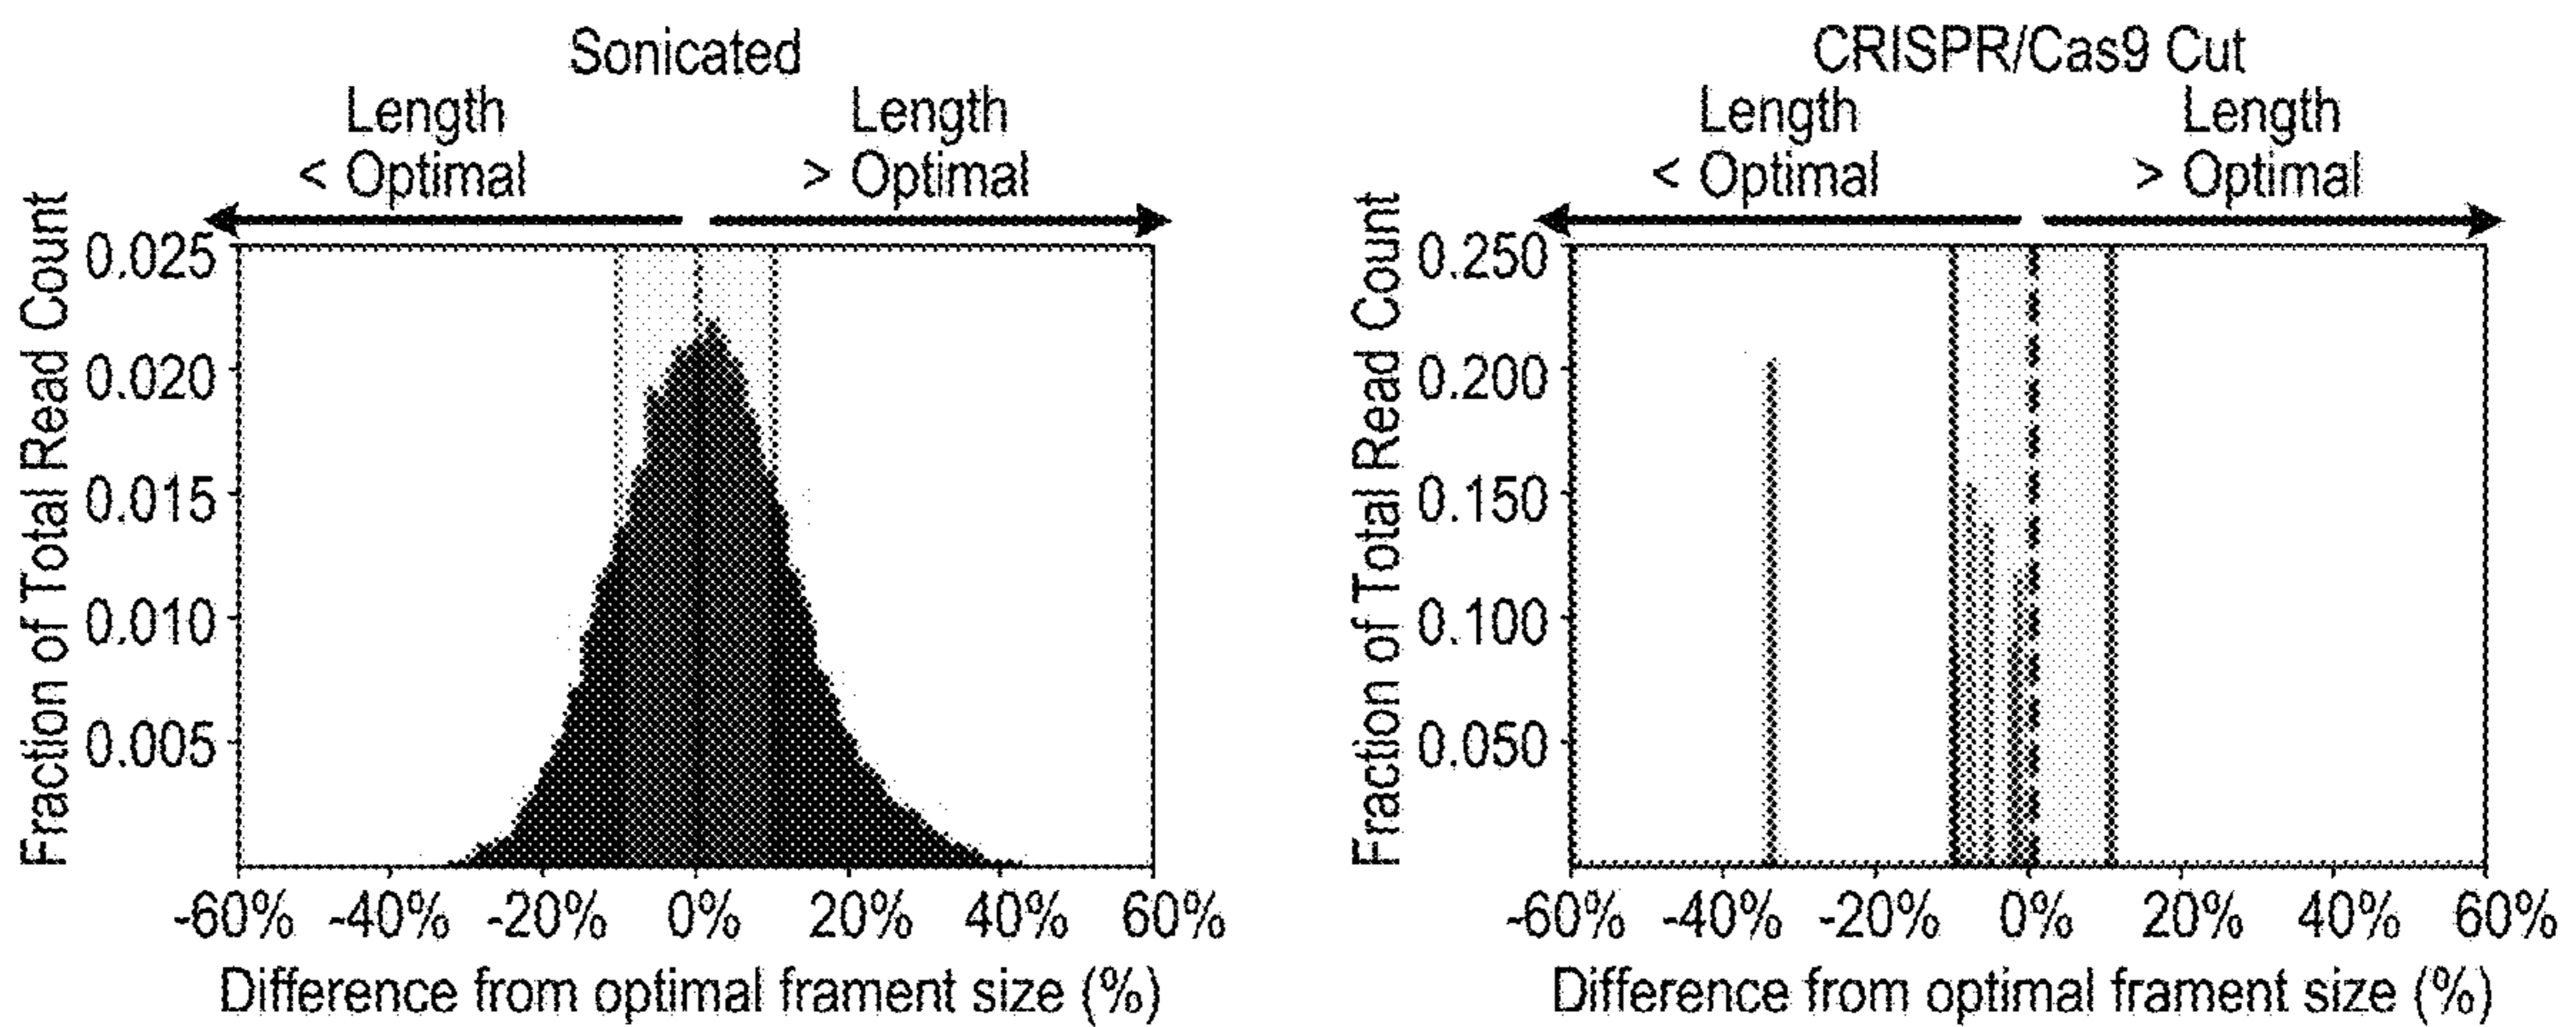 Sonicated
Length
< Optimal
Length
> Optimal
Fraction of Total Read Count
0.025
0.020
0.015
0.010
0.005
-60% -40% -20% 0% 20% 40% 60%
Difference from optimal frament size (%)
CRISPR/Cas9 Cut
Length
< Optimal
Length
> Optimal
Fraction of Total Read Count
0.250
0.200
0.150
0.100
0.050
-60% -40% -20% 0% 20% 40% 60%
Difference from optimal frament size (%)